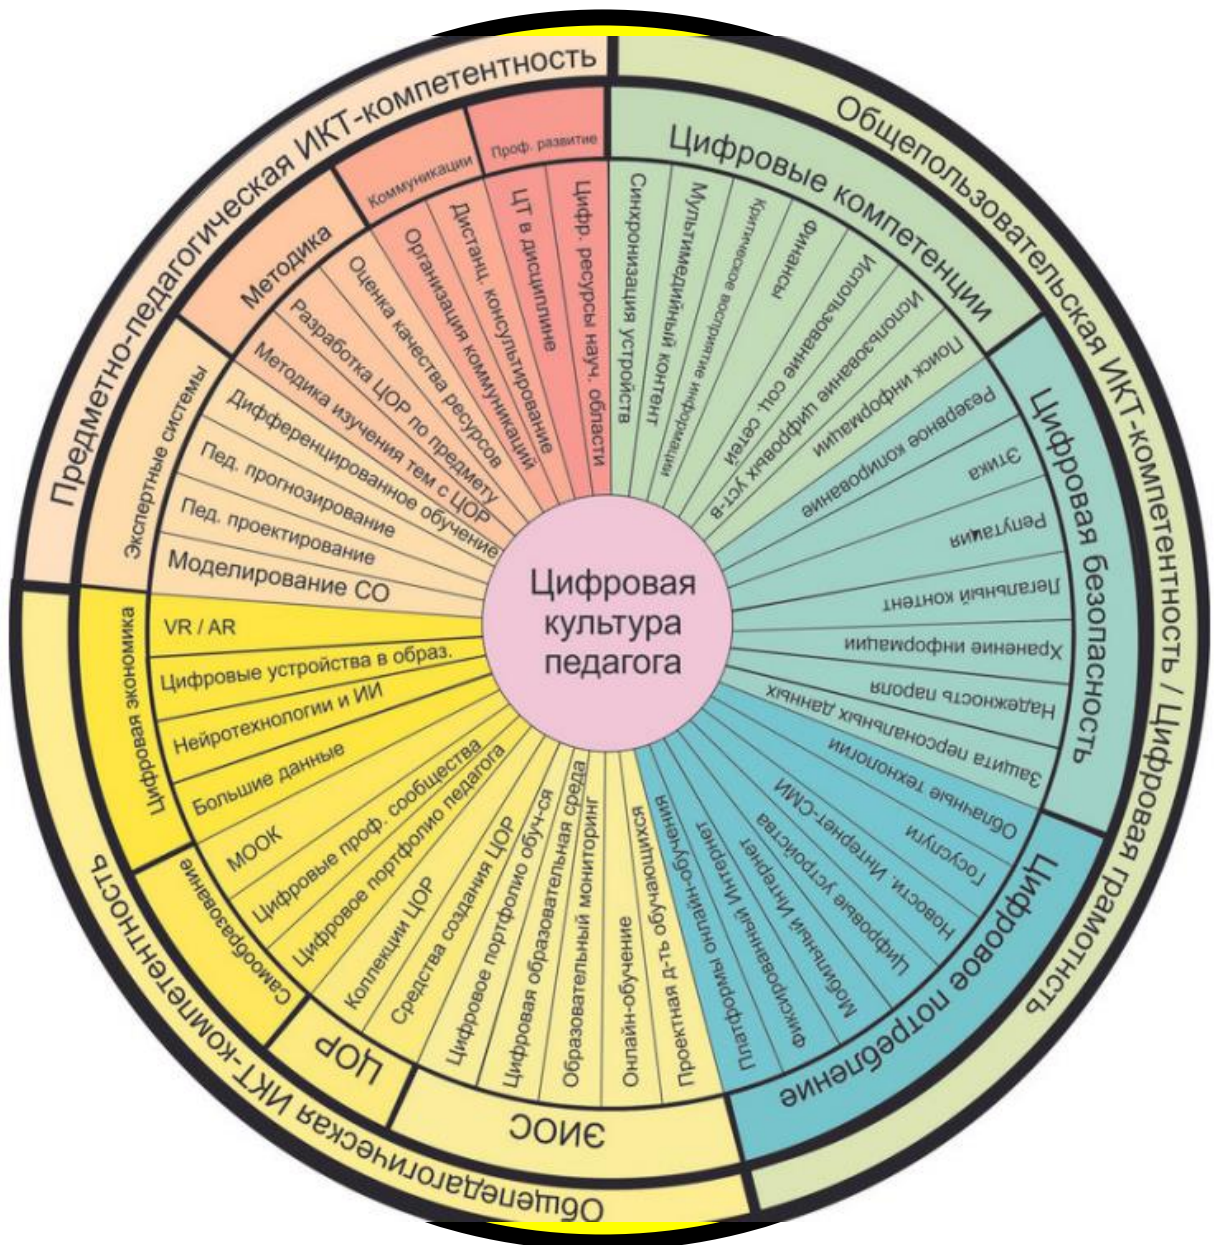 Цифровая
культура
педагога
Общепользовательская ИКТ-компетентность / Цифровая грамотность
Цифровые компетенции
Синхронизация устройств
Мультимедийный контент
Критическое восприятие информации
Финансы
Использование соц. сетей
Использование цифровых уст-в
Поиск информации
Цифровая безопасность
Резервное копирование
Этика
Репутация
Легальный контент
Хранение информации
Надежность пароля
Защита персональных данных
Цифровое потребление
Облачные технологии
Госуслуги
Новости. Интернет-СМИ
Цифровые устройства
Мобильный Интернет
Фиксированный Интернет
Платформы онлайн-обучения
Общепедагогическая ИКТ-компетентность
ЭИОС
Проектная д-ть обучающихся
Онлайн-обучение
Образовательный мониторинг
Цифровая образовательная среда
Цифровое портфолио обуч-ся
ЦОР
Средства создания ЦОР
Коллекции ЦОР
Самообразование
Цифровое портфолио педагога
Цифровые проф. сообщества
МООК
Цифровая экономика
Большие данные
Нейротехнологии и ИИ
Цифровые устройства в образ.
VR / AR
Предметно-педагогическая ИКТ-компетентность
Экспертные системы
Моделирование СО
Пед. проектирование
Пед. прогнозирование
Дифференцированное обучение
Методика
Методика изучения тем с ЦОР
Разработка ЦОР по предмету
Оценка качества ресурсов
Коммуникации
Организация коммуникаций
Дистанц. консультирование
Проф. развитие
ЦТ в дисциплине
Цифр. ресурсы науч. области